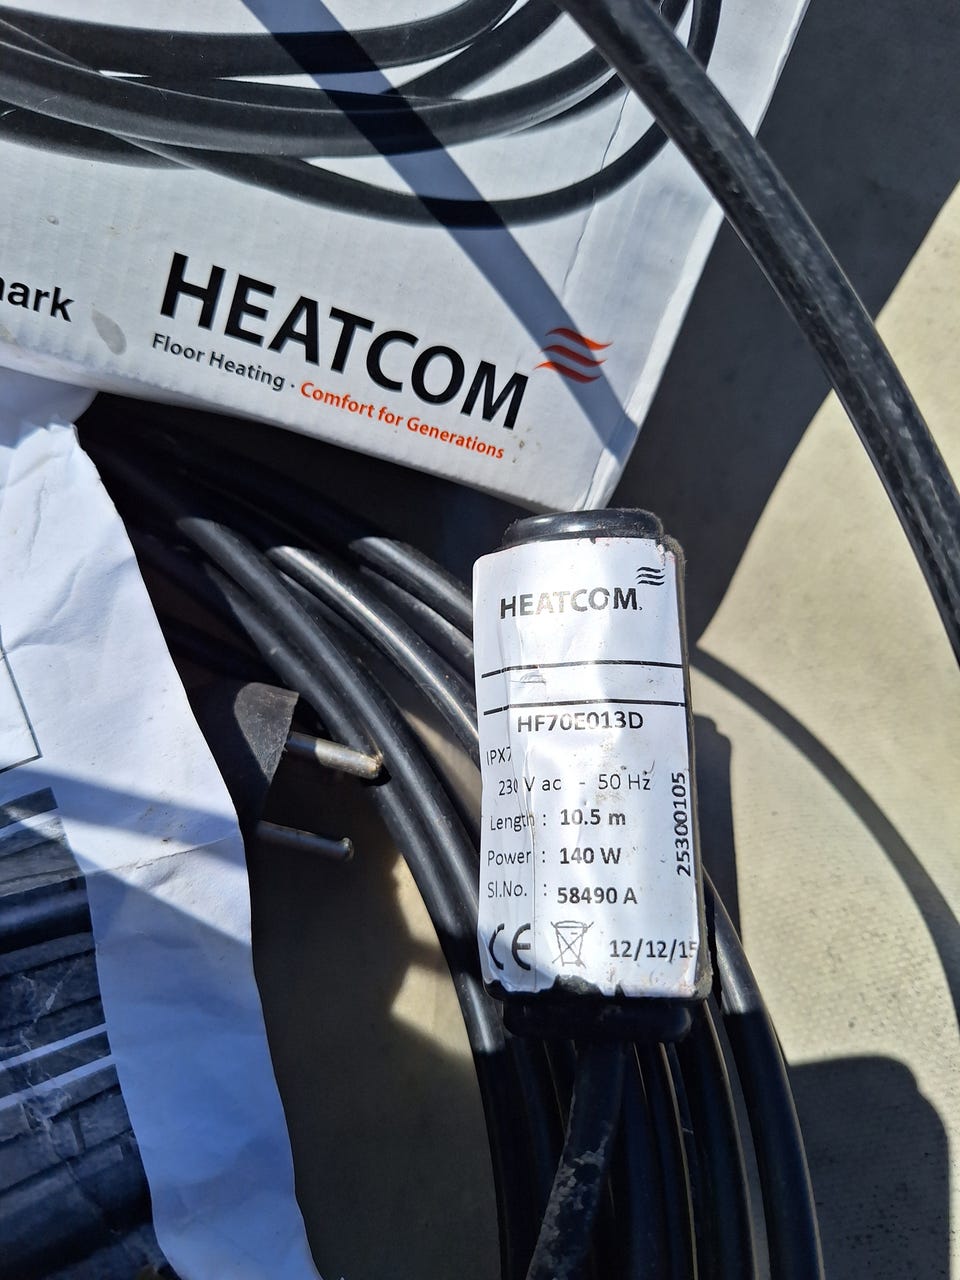 HEATCOM
Floor Heating · Comfort for Generations
HEATCOM
HF70E013D
IPX7
230 V ac - 50 Hz
Length : 10.5 m
Power : 140 W
Sl.No. : 58490 A
25300105
CE
12/12/15